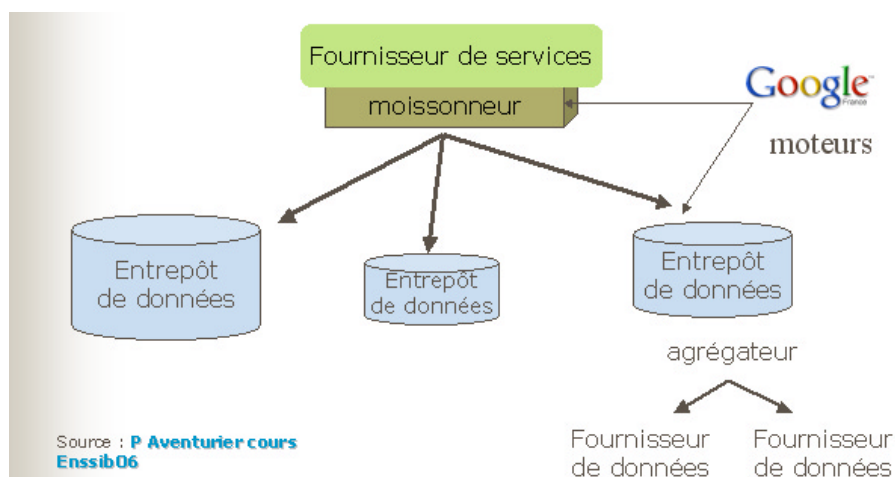 Fournisseur de services
moissonneur
Google
France
moteurs
Entrepôt
de données
Entrepôt
de données
Entrepôt
de données
agrégateur
Fournisseur
de données
Fournisseur
de données
Source : P Aventurier cours
Enssib06